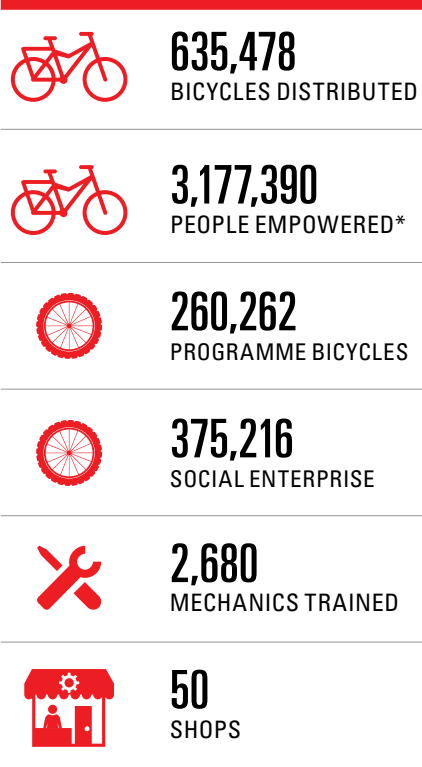 635,478
BICYCLES DISTRIBUTED
3,177,390
PEOPLE EMPOWERED*
260,262
PROGRAMME BICYCLES
375,216
SOCIAL ENTERPRISE
2,680
MECHANICS TRAINED
50
SHOPS